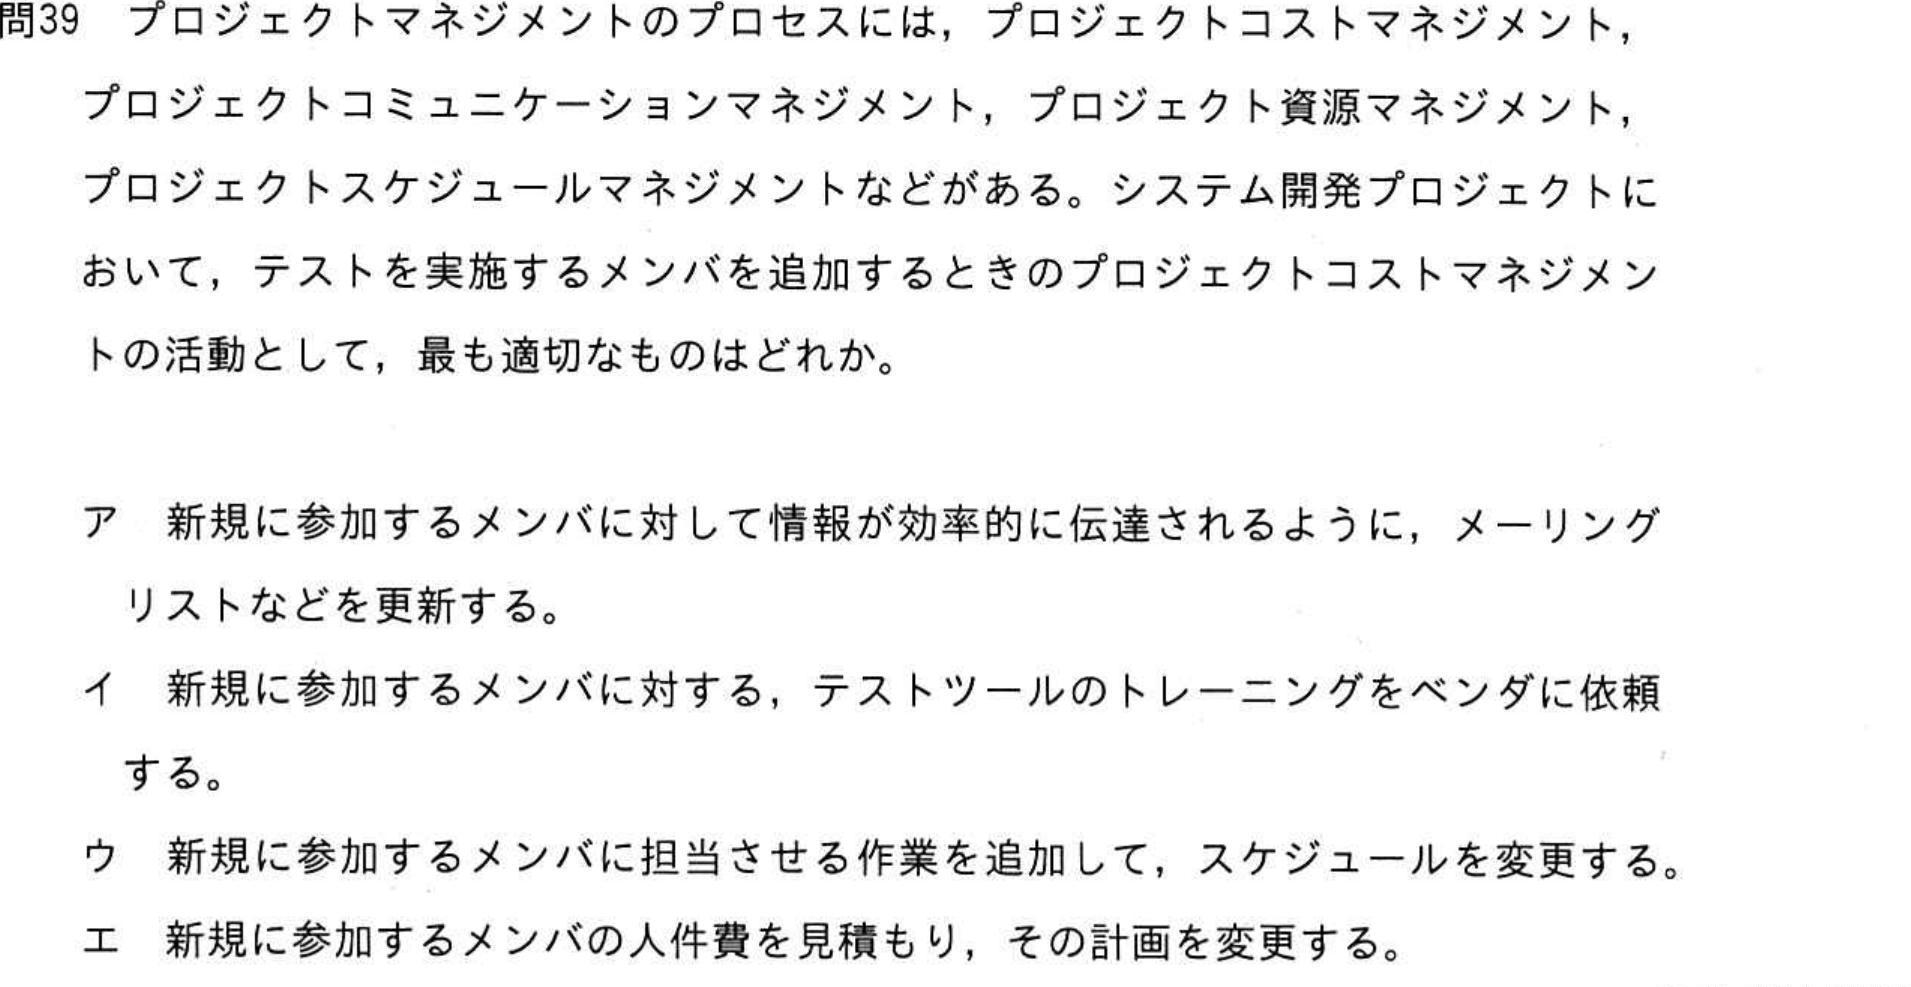 問39　プロジェクトマネジメントのプロセスには，プロジェクトコストマネジメント，
プロジェクトコミュニケーションマネジメント，プロジェクト資源マネジメント，
プロジェクトスケジュールマネジメントなどがある。システム開発プロジェクトに
おいて，テストを実施するメンバを追加するときのプロジェクトコストマネジメン
トの活動として，最も適切なものはどれか。
ア　新規に参加するメンバに対して情報が効率的に伝達されるように，メーリング
リストなどを更新する。
イ　新規に参加するメンバに対する，テストツールのトレーニングをベンダに依頼
する。
ウ　新規に参加するメンバに担当させる作業を追加して，スケジュールを変更する。
エ　新規に参加するメンバの人件費を見積もり，その計画を変更する。